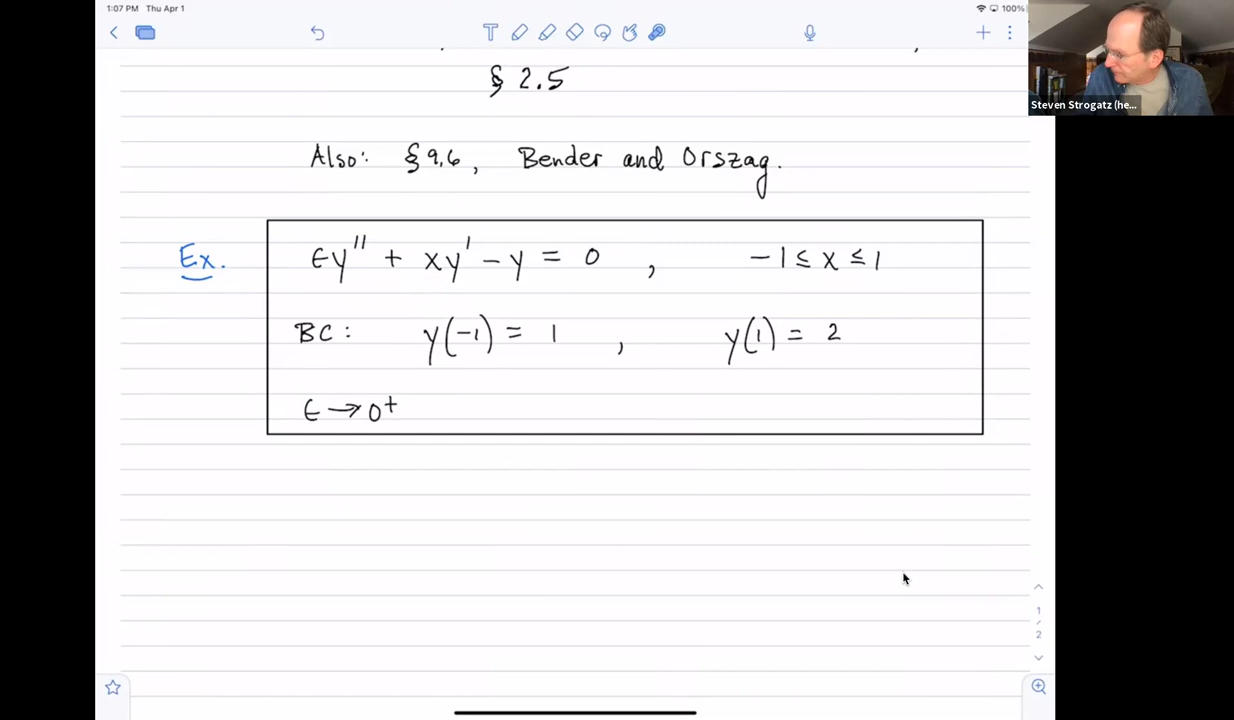 1:07 PM Thu Apr 1
100%
§ 2.5
Also: § 9.6, Bender and Orszag.
Steven Strogatz (he...
Ex. ϵy'' + xy' - y = 0 , -1 ≤ x ≤ 1
BC: y(-1) = 1 , y(1) = 2
ϵ → 0+
1
/
2